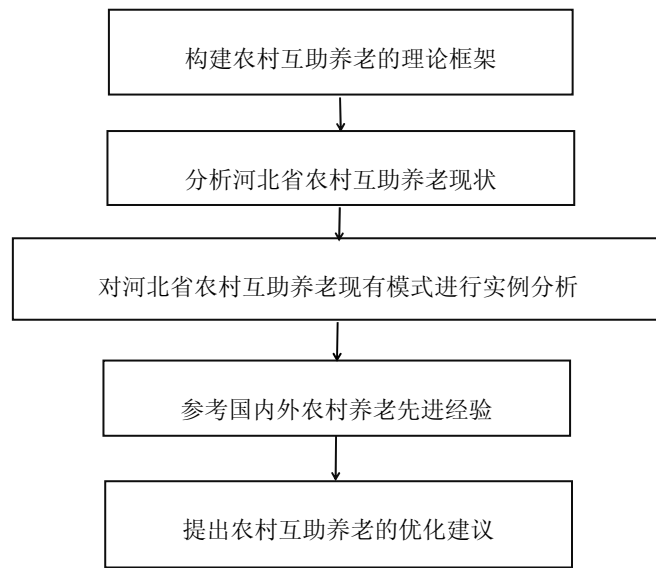 构建农村互助养老的理论框架
分析河北省农村互助养老现状
对河北省农村互助养老现有模式进行实例分析
参考国内外农村养老先进经验
提出农村互助养老的优化建议